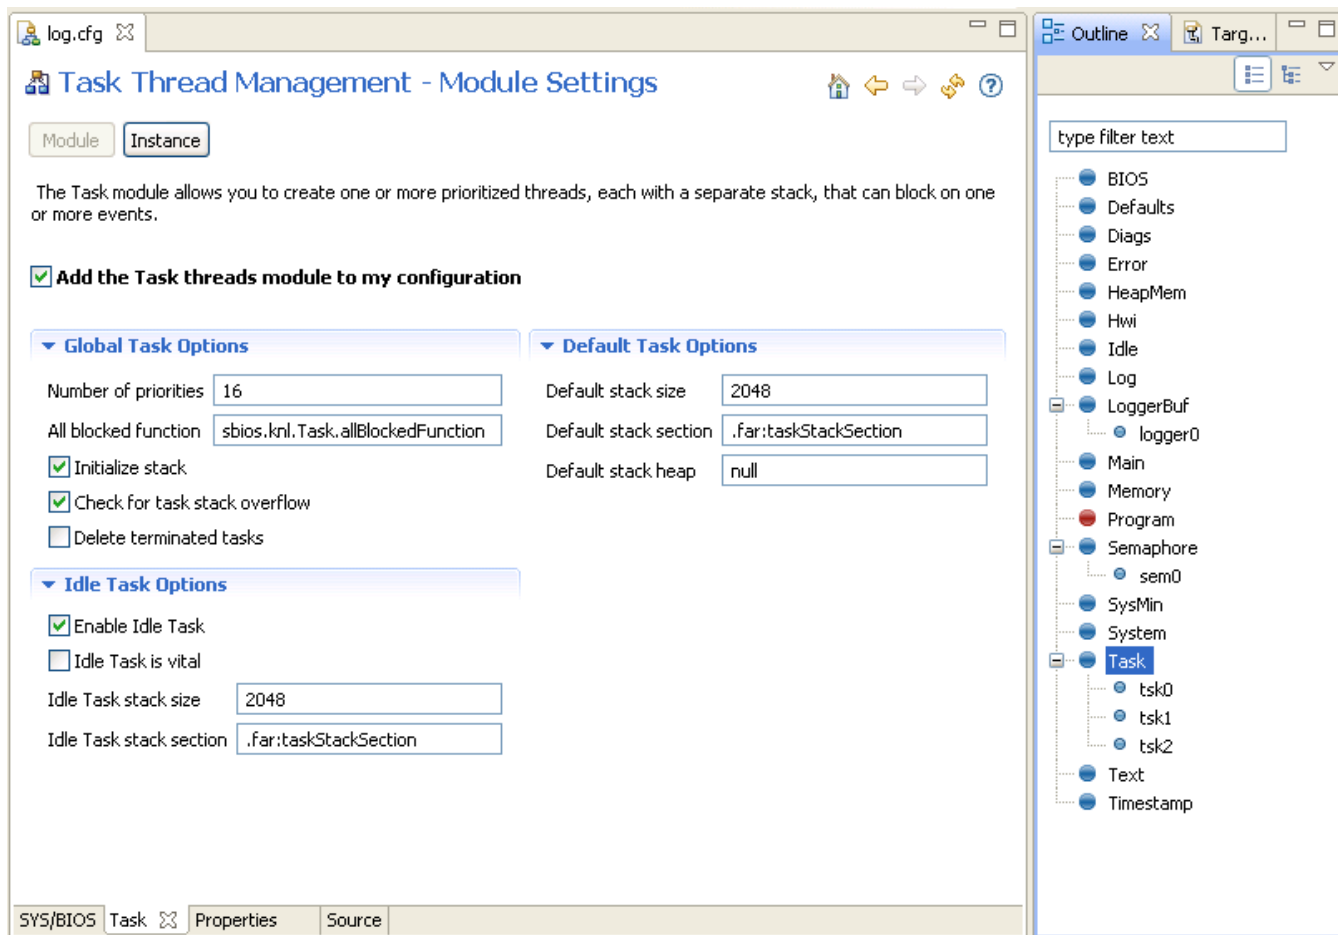 log.cfg
Task Thread Management - Module Settings
Module
Instance
The Task module allows you to create one or more prioritized threads, each with a separate stack, that can block on one
or more events.
Add the Task threads module to my configuration
Global Task Options
Number of priorities 16
All blocked function sbios.knl.Task.allBlockedFunction
Initialize stack
Check for task stack overflow
Delete terminated tasks
Idle Task Options
Enable Idle Task
Idle Task is vital
Idle Task stack size 2048
Idle Task stack section .far:taskStackSection
Default Task Options
Default stack size 2048
Default stack section .far:taskStackSection
Default stack heap null
SYS/BIOS Task Properties Source
Outline Targ...
type filter text
BIOS
Defaults
Diags
Error
HeapMem
Hwi
Idle
Log
LoggerBuf
logger0
Main
Memory
Program
Semaphore
sem0
SysMin
System
Task
tsk0
tsk1
tsk2
Text
Timestamp